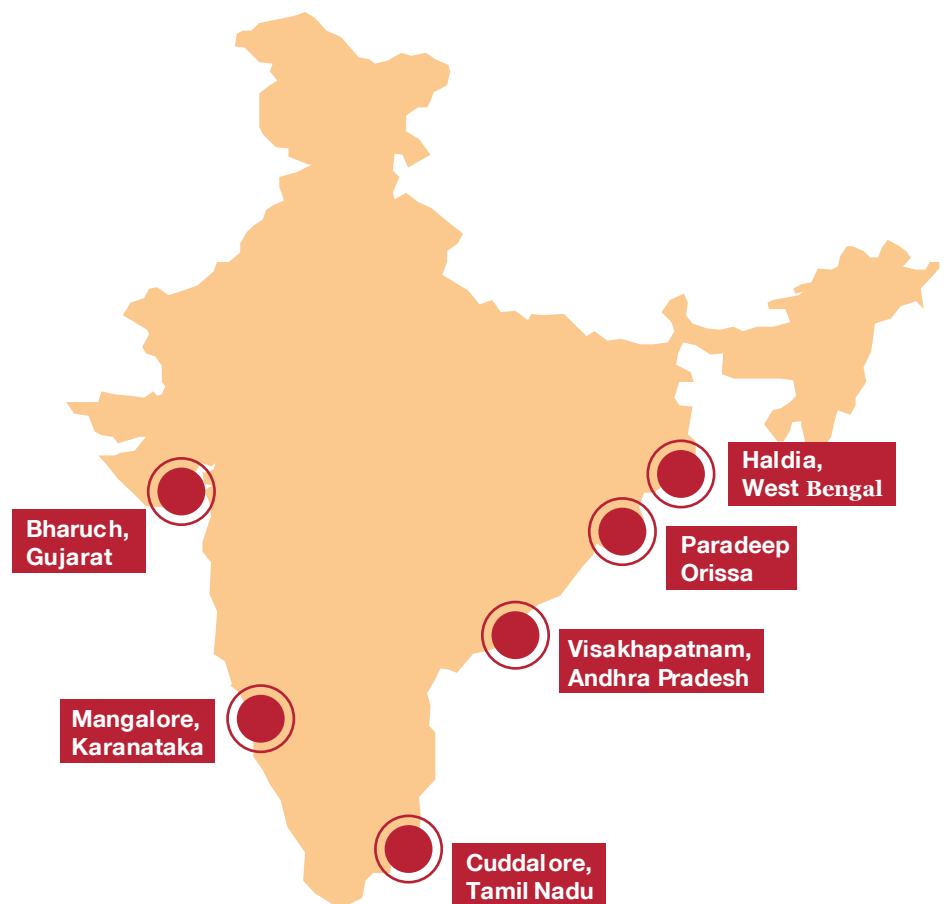 Haldia,
West Bengal
Bharuch,
Gujarat
Paradeep
Orissa
Visakhapatnam,
Andhra Pradesh
Mangalore,
Karanataka
Cuddalore,
Tamil Nadu